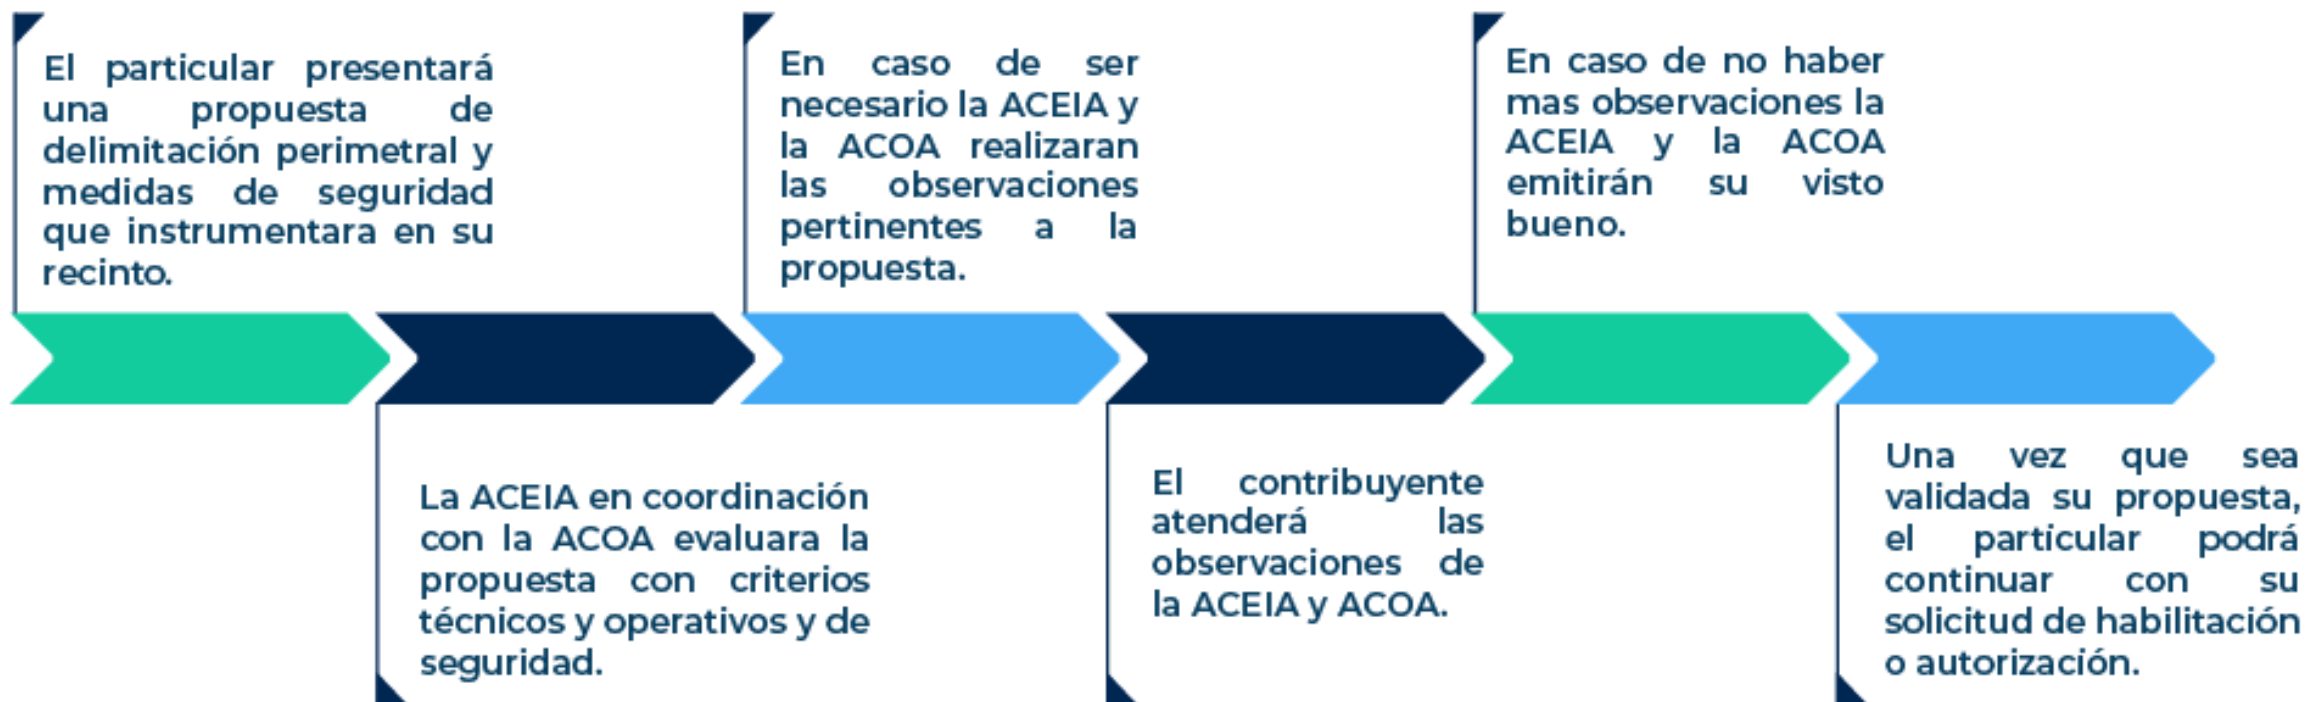 El particular presentará
una propuesta de
delimitación perimetral y
medidas de seguridad
que instrumentara en su
recinto.
La ACEIA en coordinación
con la ACOA evaluara la
propuesta con criterios
técnicos y operativos y de
seguridad.
En caso de ser
necesario la ACEIA y
la ACOA realizaran
las observaciones
pertinentes a la
propuesta.
El contribuyente
atenderá las
observaciones de
la ACEIA y ACOA.
En caso de no haber
mas observaciones la
ACEIA y la ACOA
emitirán su visto
bueno.
Una vez que sea
validada su propuesta,
el particular podrá
continuar con su
solicitud de habilitación
o autorización.